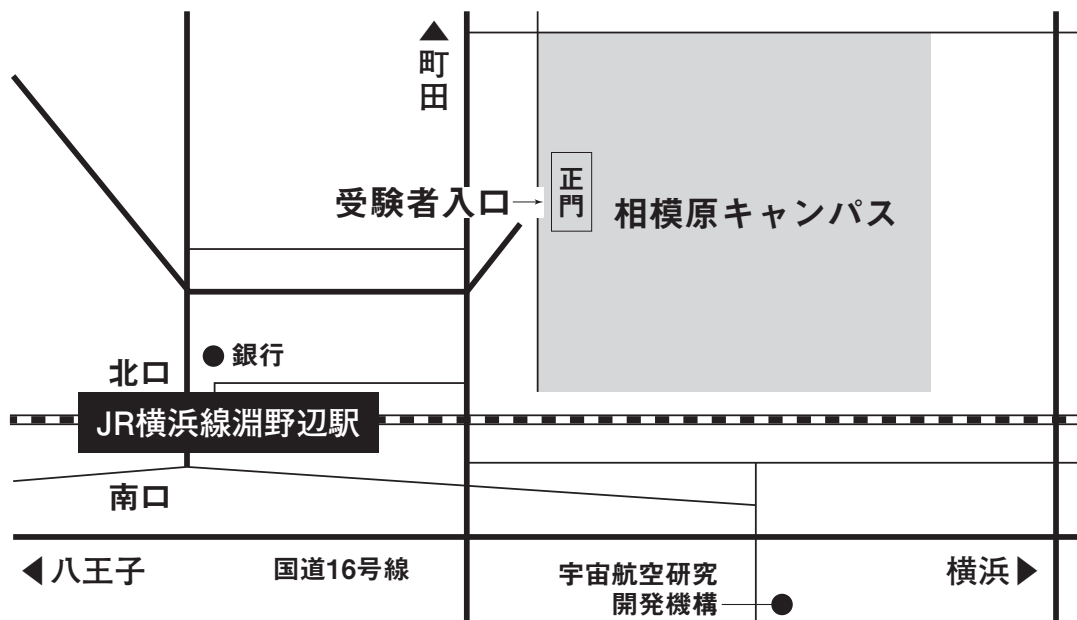 ▲
町
田
受験者入口
正
門
相模原キャンパス
北口
銀行
JR横浜線淵野辺駅
南口
◀八王子
国道16号線
宇宙航空研究
開発機構
横浜▶